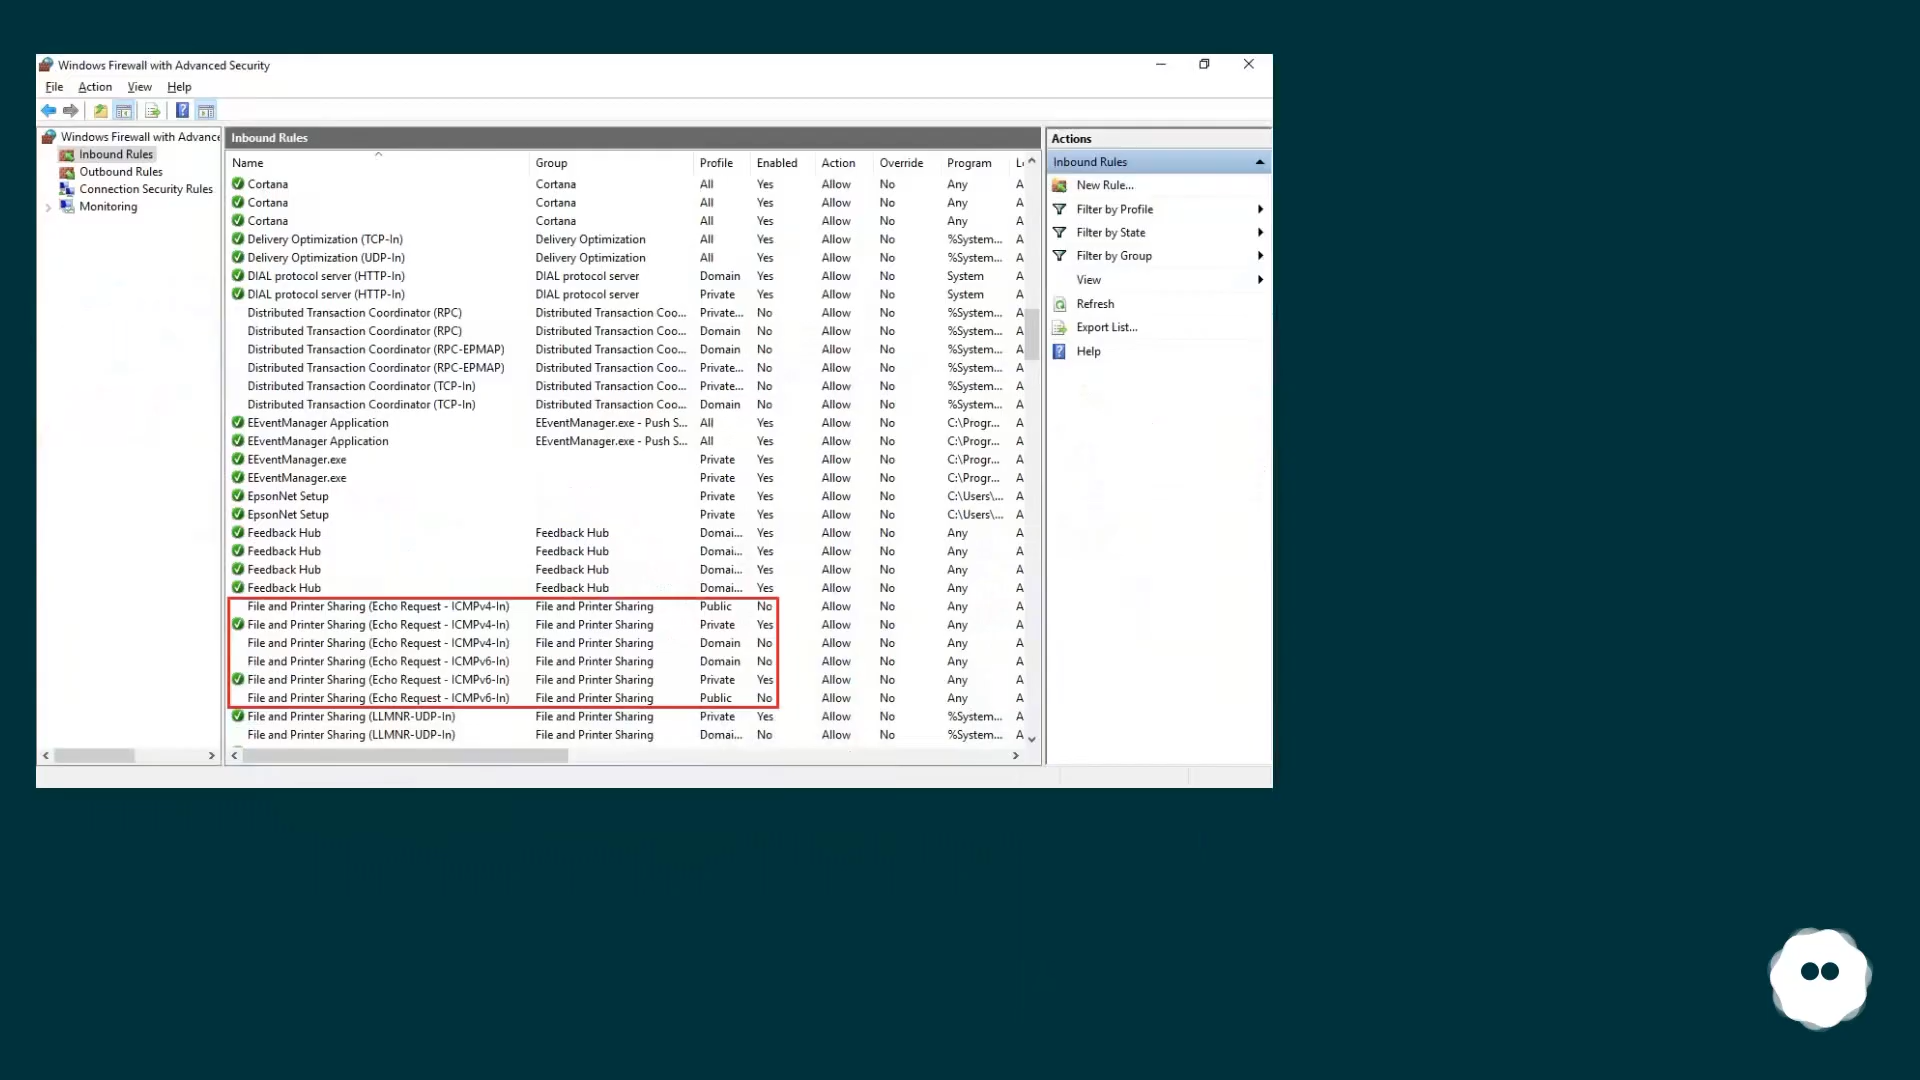 Windows Firewall with Advanced Security
File Action View Help
Windows Firewall with Advance
Inbound Rules
Outbound Rules
Connection Security Rules
Monitoring
Inbound Rules
Name Group Profile Enabled Action Override Program L
Cortana Cortana All Yes Allow No Any A
Cortana Cortana All Yes Allow No Any A
Cortana Cortana All Yes Allow No Any A
Delivery Optimization (TCP-In) Delivery Optimization All Yes Allow No %System... A
Delivery Optimization (UDP-In) Delivery Optimization All Yes Allow No %System... A
DIAL protocol server (HTTP-In) DIAL protocol server Domain Yes Allow No System A
DIAL protocol server (HTTP-In) DIAL protocol server Private Yes Allow No System A
Distributed Transaction Coordinator (RPC) Distributed Transaction Coo... Private... No Allow No %System... A
Distributed Transaction Coordinator (RPC) Distributed Transaction Coo... Domain No Allow No %System... A
Distributed Transaction Coordinator (RPC-EPMAP) Distributed Transaction Coo... Domain No Allow No %System... A
Distributed Transaction Coordinator (RPC-EPMAP) Distributed Transaction Coo... Private... No Allow No %System... A
Distributed Transaction Coordinator (TCP-In) Distributed Transaction Coo... Private... No Allow No %System... A
Distributed Transaction Coordinator (TCP-In) Distributed Transaction Coo... Domain No Allow No %System... A
EEventManager Application EEventManager.exe - Push S... All Yes Allow No C:\Progr... A
EEventManager Application EEventManager.exe - Push S... All Yes Allow No C:\Progr... A
EEventManager.exe Private Yes Allow No C:\Progr... A
EEventManager.exe Private Yes Allow No C:\Progr... A
EpsonNet Setup Private Yes Allow No C:\Users\... A
EpsonNet Setup Private Yes Allow No C:\Users\... A
Feedback Hub Feedback Hub Domai... Yes Allow No Any A
Feedback Hub Feedback Hub Domai... Yes Allow No Any A
Feedback Hub Feedback Hub Domai... Yes Allow No Any A
Feedback Hub Feedback Hub Domai... Yes Allow No Any A
File and Printer Sharing (Echo Request - ICMPv4-In) File and Printer Sharing Public No Allow No Any A
File and Printer Sharing (Echo Request - ICMPv4-In) File and Printer Sharing Private Yes Allow No Any A
File and Printer Sharing (Echo Request - ICMPv4-In) File and Printer Sharing Domain No Allow No Any A
File and Printer Sharing (Echo Request - ICMPv6-In) File and Printer Sharing Domain No Allow No Any A
File and Printer Sharing (Echo Request - ICMPv6-In) File and Printer Sharing Private Yes Allow No Any A
File and Printer Sharing (Echo Request - ICMPv6-In) File and Printer Sharing Public No Allow No Any A
File and Printer Sharing (LLMNR-UDP-In) File and Printer Sharing Private Yes Allow No %System... A
File and Printer Sharing (LLMNR-UDP-In) File and Printer Sharing Domai... No Allow No %System... A
Actions
Inbound Rules
New Rule...
Filter by Profile
Filter by State
Filter by Group
View
Refresh
Export List...
Help